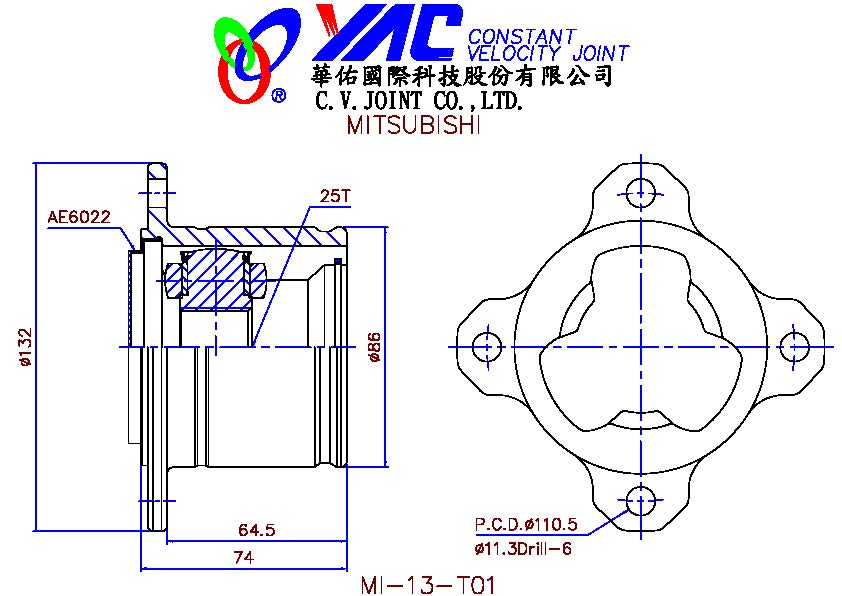 YAC CONSTANT
VELOCITY JOINT
®
華佑國際科技股份有限公司
C.V.JOINT CO.,LTD.
MITSUBISHI
25T
AE6022
ø132
ø86
64.5
74
P.C.D.ø110.5
ø11.3Drill-6
MI-13-T01